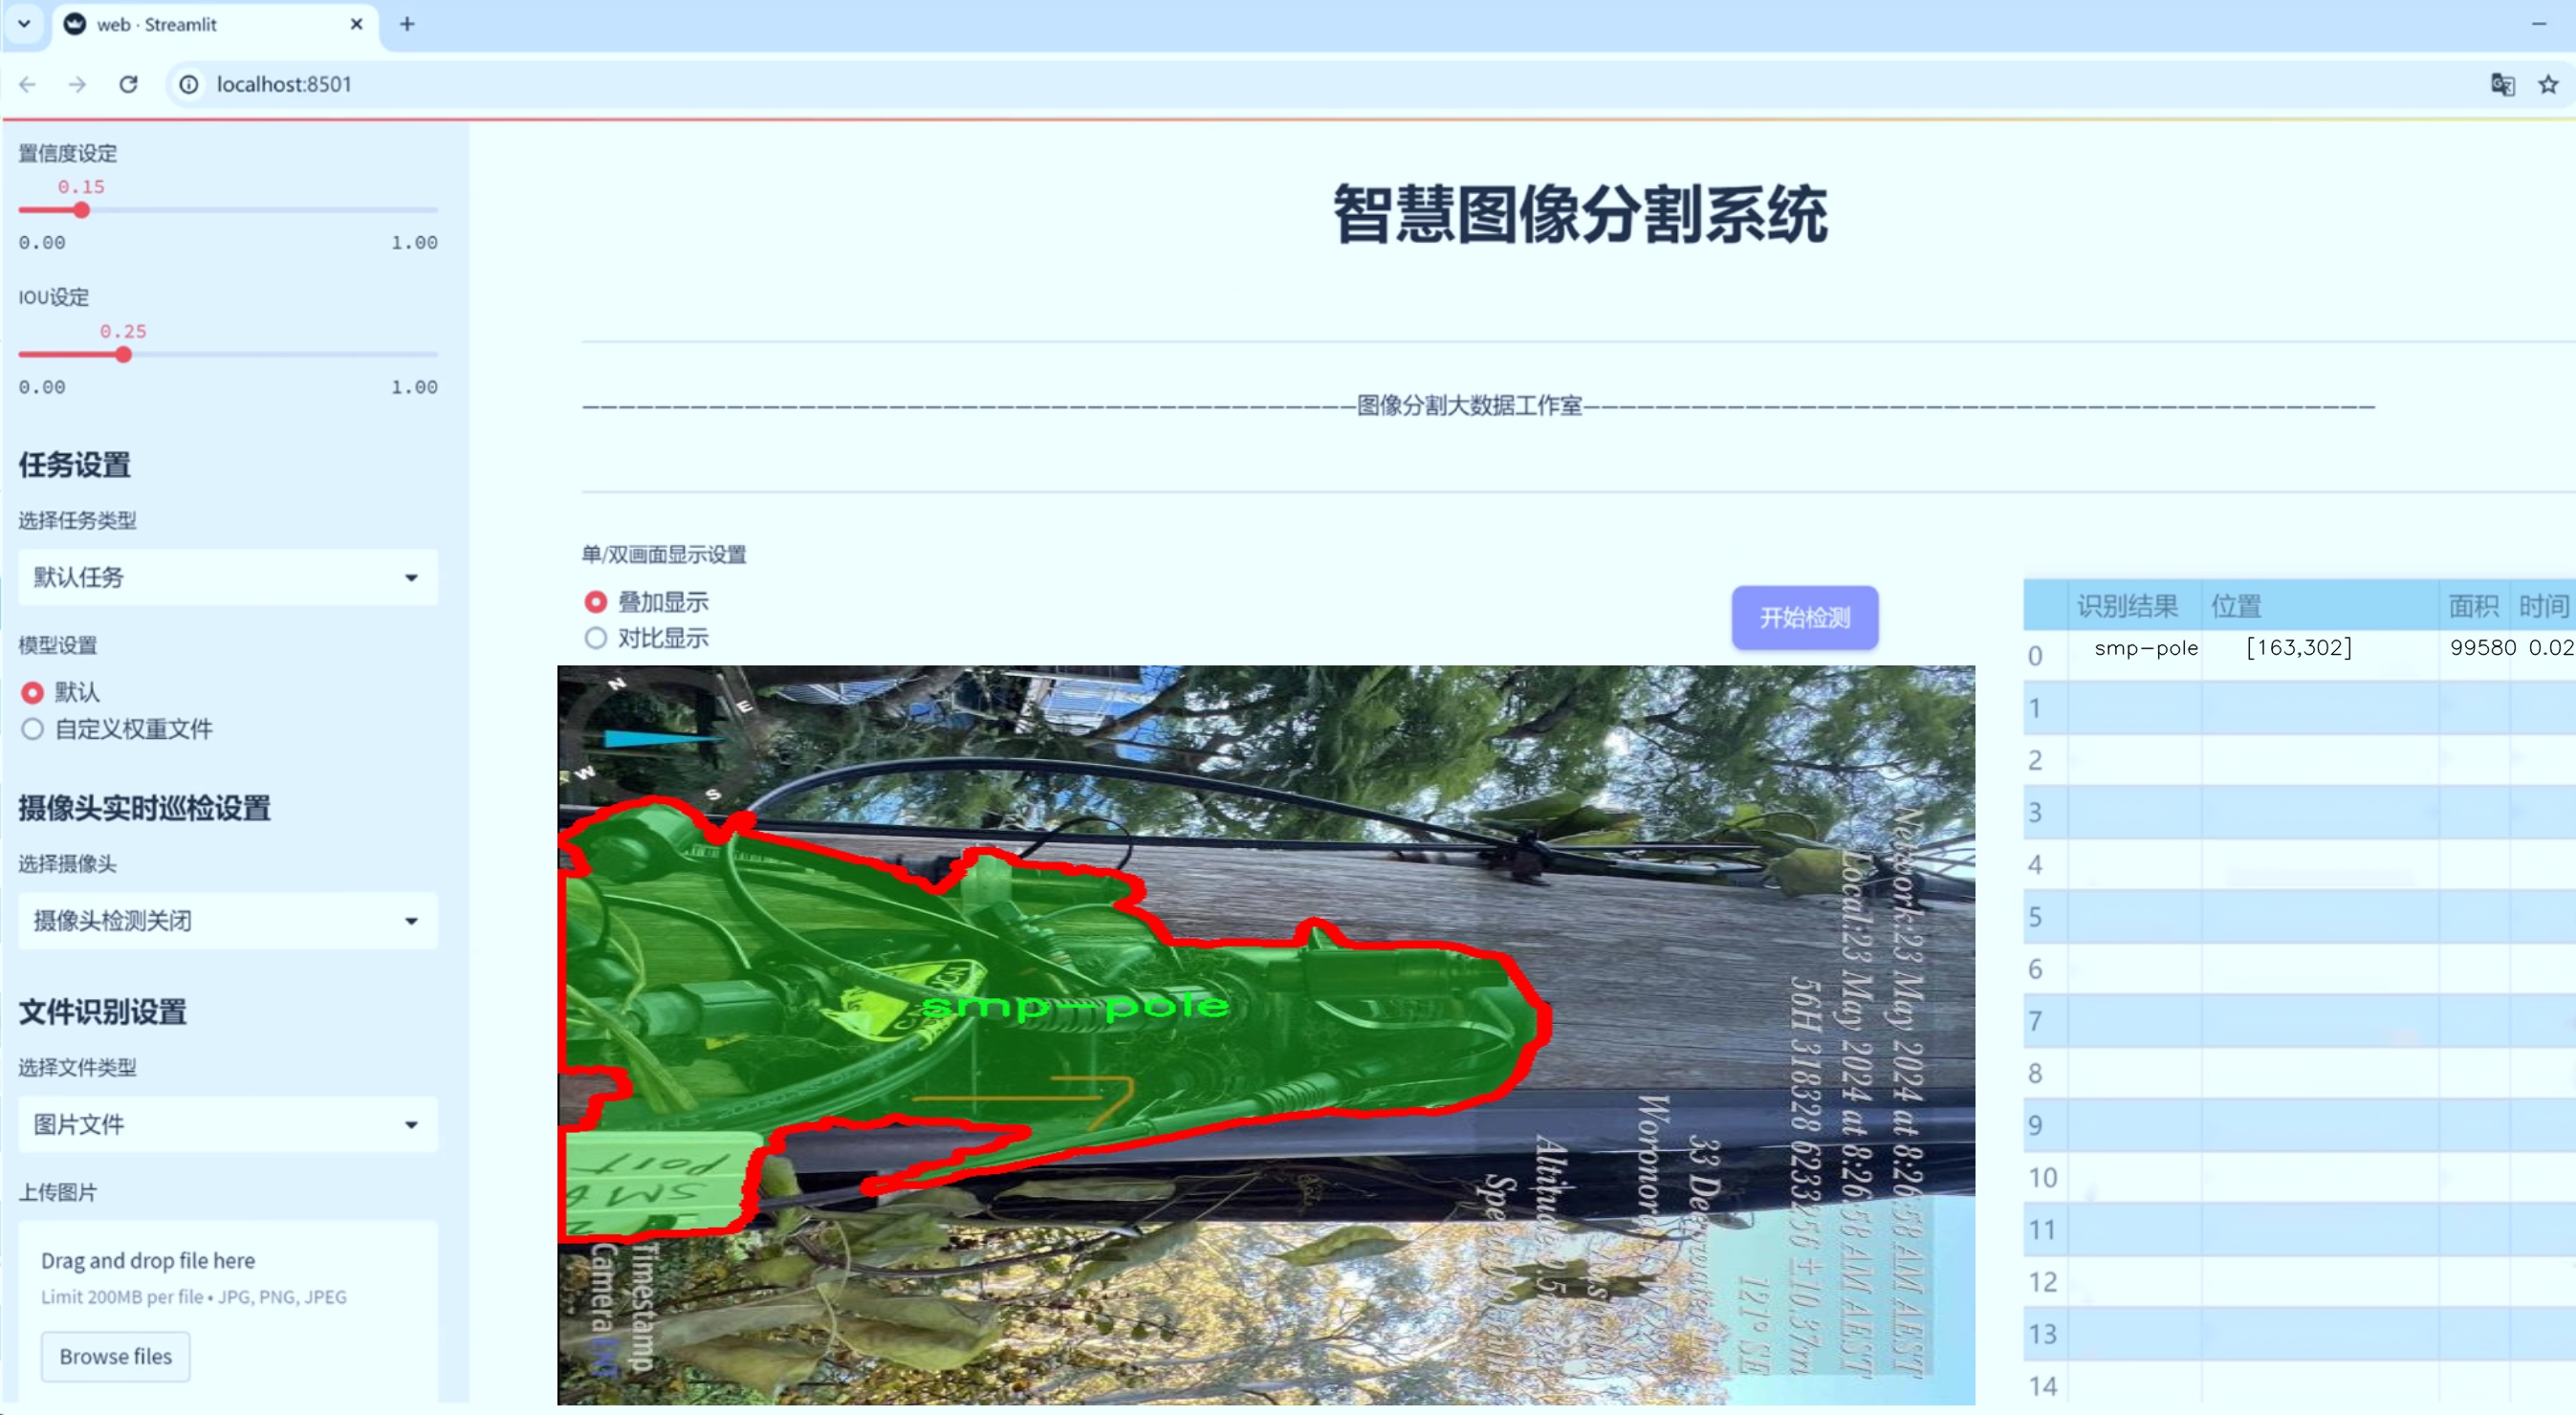 web · Streamlit
localhost:8501
置信度设定
0.15
0.00 1.00
IOU设定
0.25
0.00 1.00
任务设置
选择任务类型
默认任务
模型设置
默认
自定义权重文件
摄像头实时巡检设置
选择摄像头
摄像头检测关闭
文件识别设置
选择文件类型
图片文件
上传图片
Drag and drop file here
Limit 200MB per file • JPG, PNG, JPEG
Browse files
智慧图像分割系统
图像分割大数据工作室
单/双画面显示设置
叠加显示
对比显示
开始检测
N
E
S
W
smp-pole
port
Network:23 May 2024 at 8:26:58 AM AEST
Local:23 May 2024 at 8:26:58 AM AEST
56H 318328 6233256 ±10.37m
121° SE
Timestamp
Camera
识别结果 位置 面积 时间
0 smp-pole [163,302] 99580 0.02
1
2
3
4
5
6
7
8
9
10
11
12
13
14